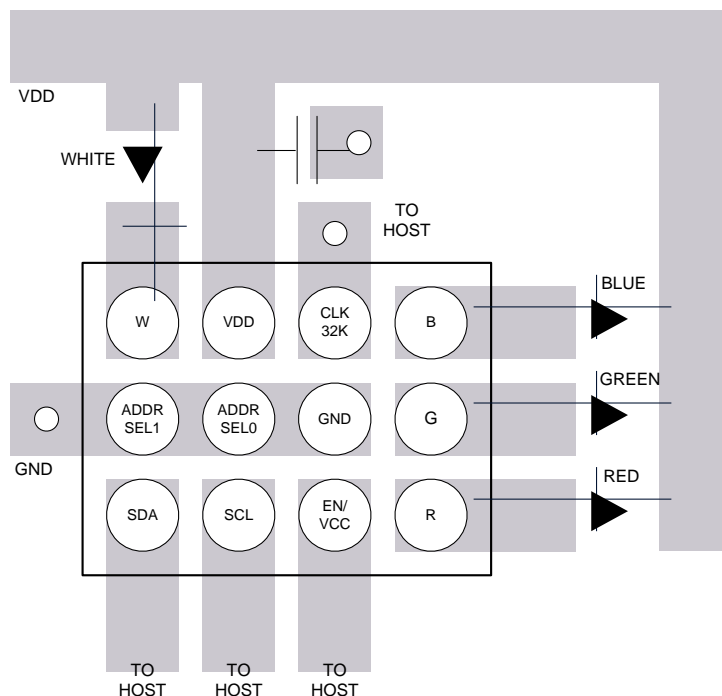 VDD
WHITE
TO
HOST
BLUE
W
VDD
CLK
32K
B
GREEN
ADDR
SEL1
ADDR
SEL0
GND
G
GND
RED
SDA
SCL
EN/
VCC
R
TO
HOST
TO
HOST
TO
HOST